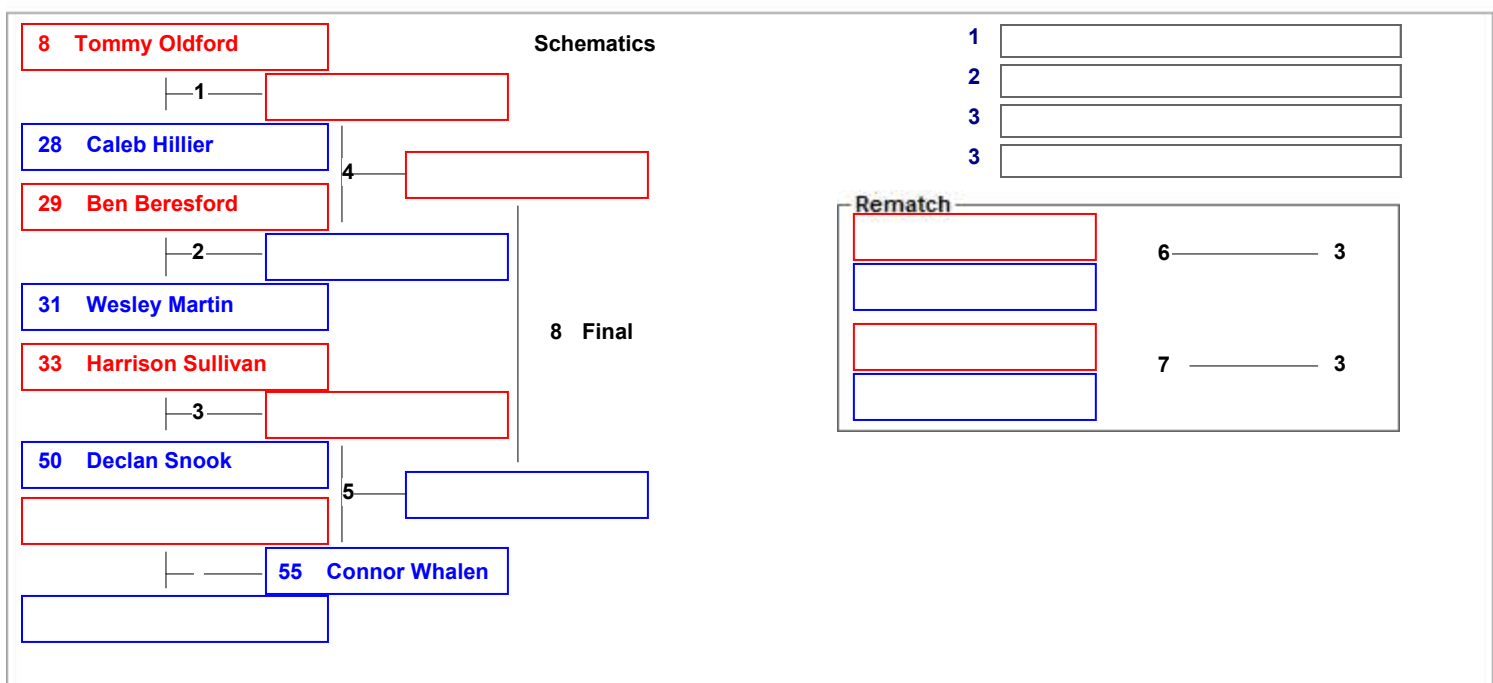 8 Tommy Oldford
Schematics
1
28 Caleb Hillier
4
29 Ben Beresford
2
31 Wesley Martin
8 Final
33 Harrison Sullivan
3
50 Declan Snook
5
55 Connor Whalen
1
2
3
3
Rematch
6 3
7 3